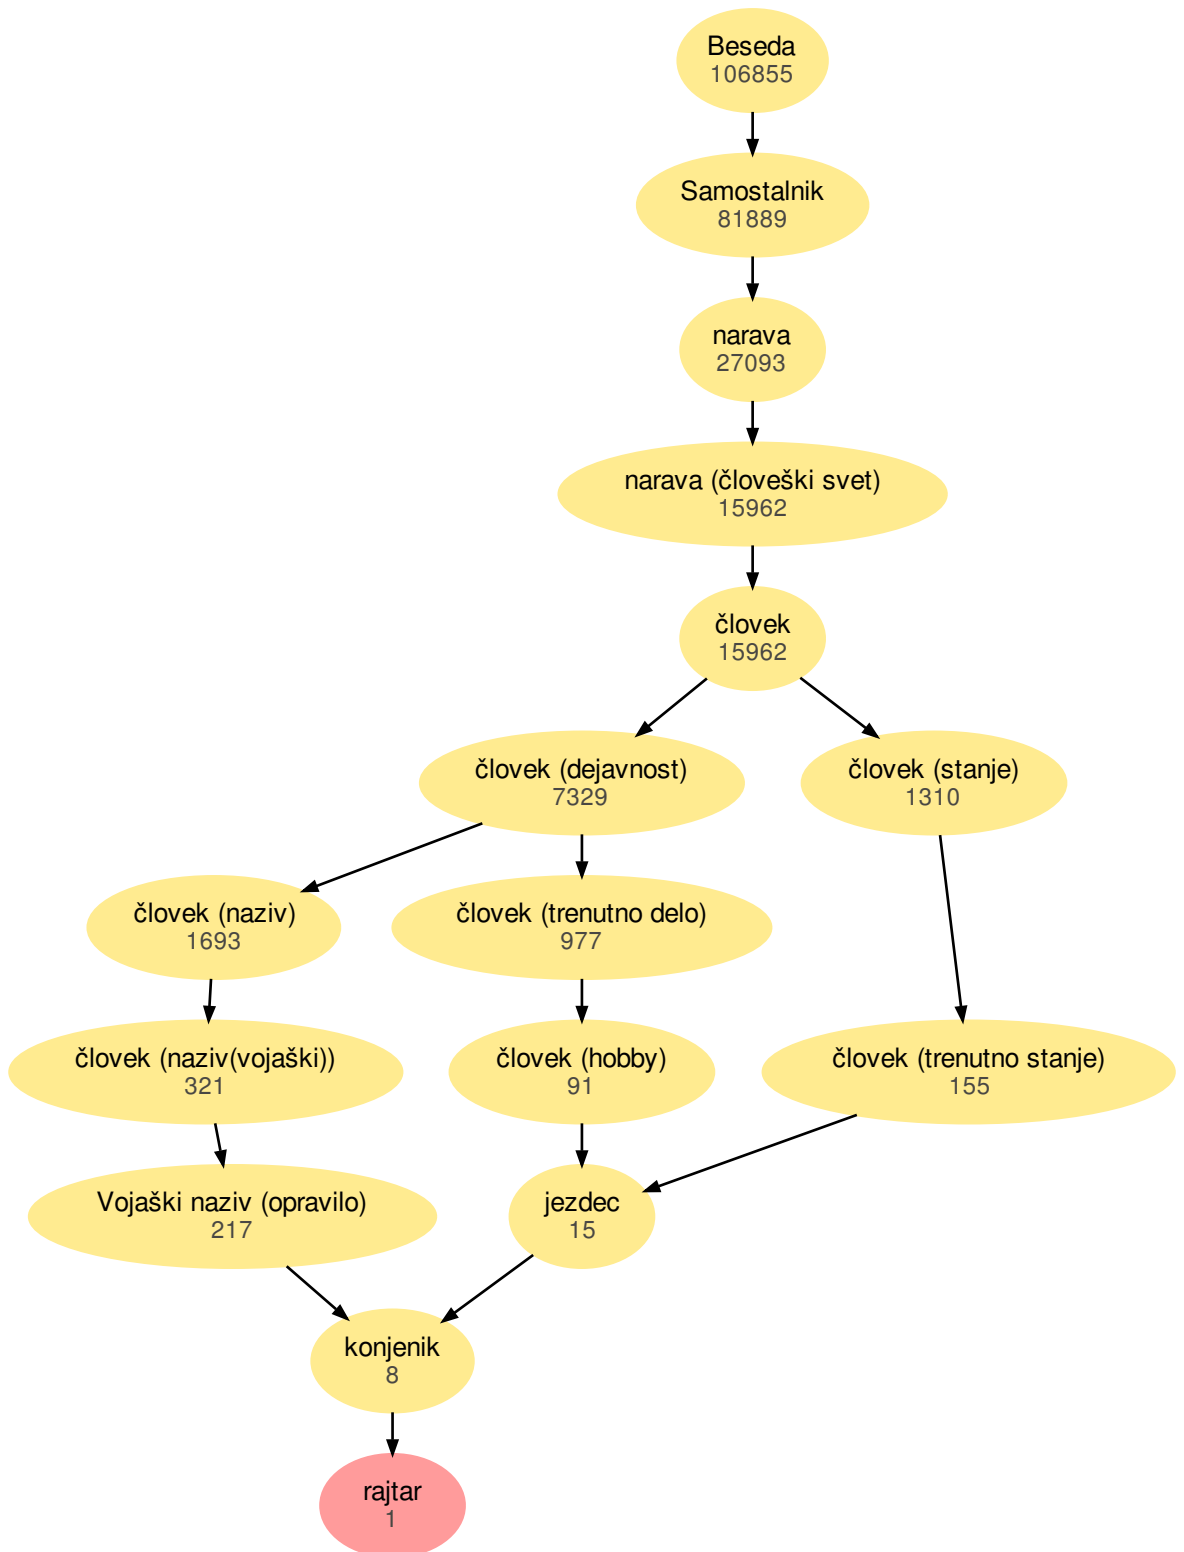 Beseda
106855
Samostalnik
81889
narava
27093
narava (človeški svet)
15962
človek
15962
človek (dejavnost)
7329
človek (stanje)
1310
človek (naziv)
1693
človek (trenutno delo)
977
človek (naziv(vojaški))
321
človek (hobby)
91
človek (trenutno stanje)
155
Vojaški naziv (opravilo)
217
jezdec
15
konjenik
8
rajtar
1